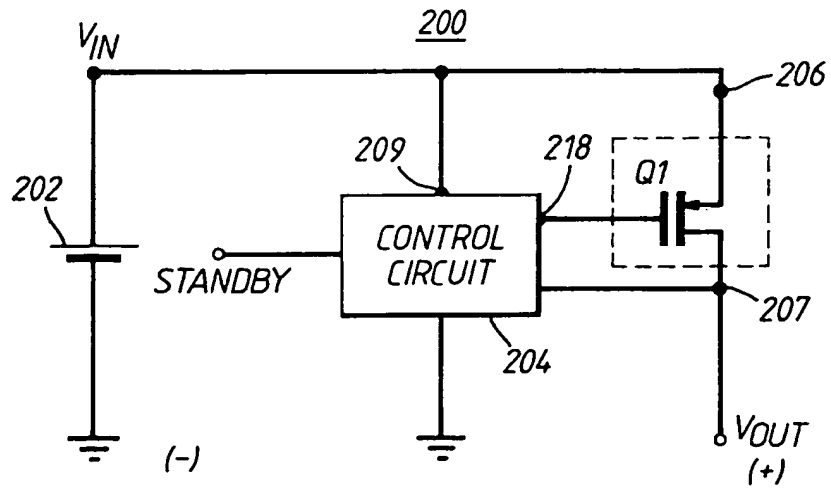 200
V_IN
206
209
218
Q1
202
CONTROL
CIRCUIT
STANDBY
207
204
V_OUT
(-)
(+)